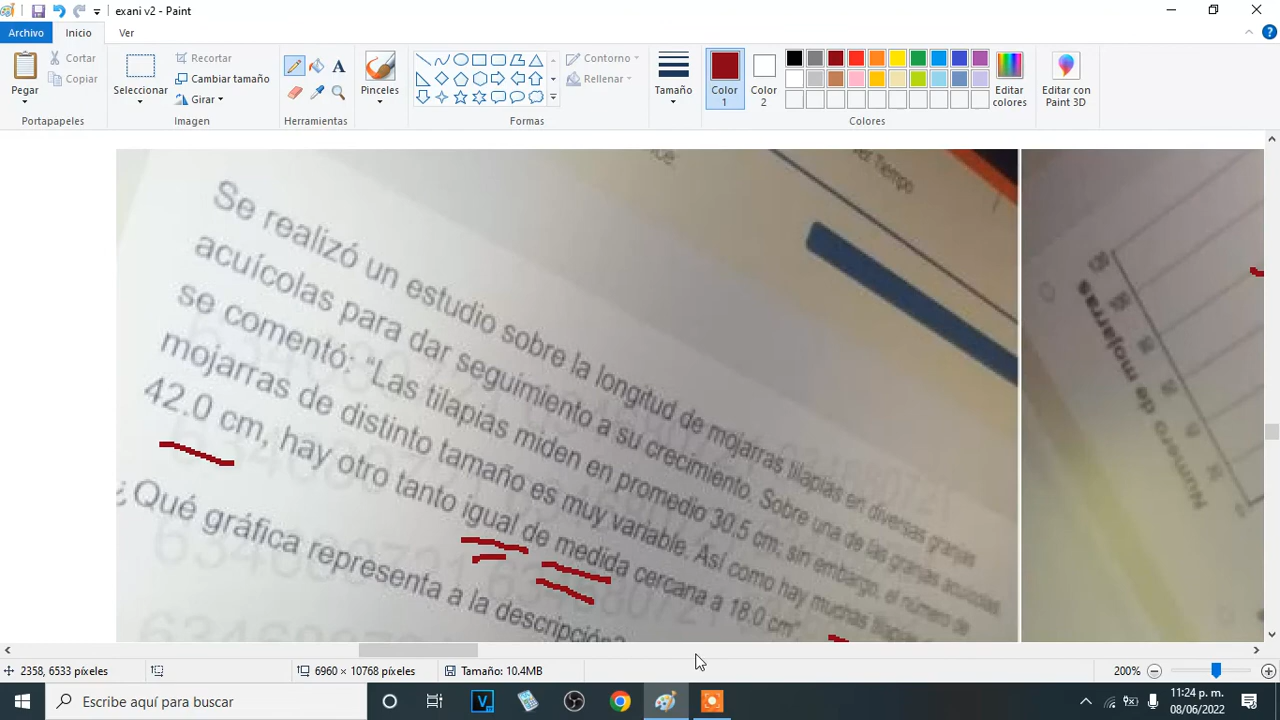 exani v2 - Paint
Archivo Inicio Ver
Pegar
Cortar
Copiar
Portapapeles
Seleccionar
Recortar
Cambiar tamaño
Girar
Imagen
Herramientas
Pinceles
Contorno
Rellenar
Formas
Tamaño
Color 1
Color 2
Editar colores
Editar con Paint 3D
Colores
Tiempo
Se realizó un estudio sobre la longitud de mojarras tilapias en diversas granjas
acuícolas para dar seguimiento a su crecimiento. Sobre una de las granjas acuícolas,
se comentó: "Las tilapias miden en promedio 30.5 cm; sin embargo, el número de
mojarras de distinto tamaño es muy variable. Así como hay muchas tilapias
42.0 cm, hay otro tanto igual de medida cercana a 18.0 cm".
¿Qué gráfica representa a la descripción?
Número de mojarras
2358, 6533 píxeles
6960 × 10768 píxeles
Tamaño: 10.4MB
200%
Escribe aquí para buscar
11:24 p. m.
08/06/2022